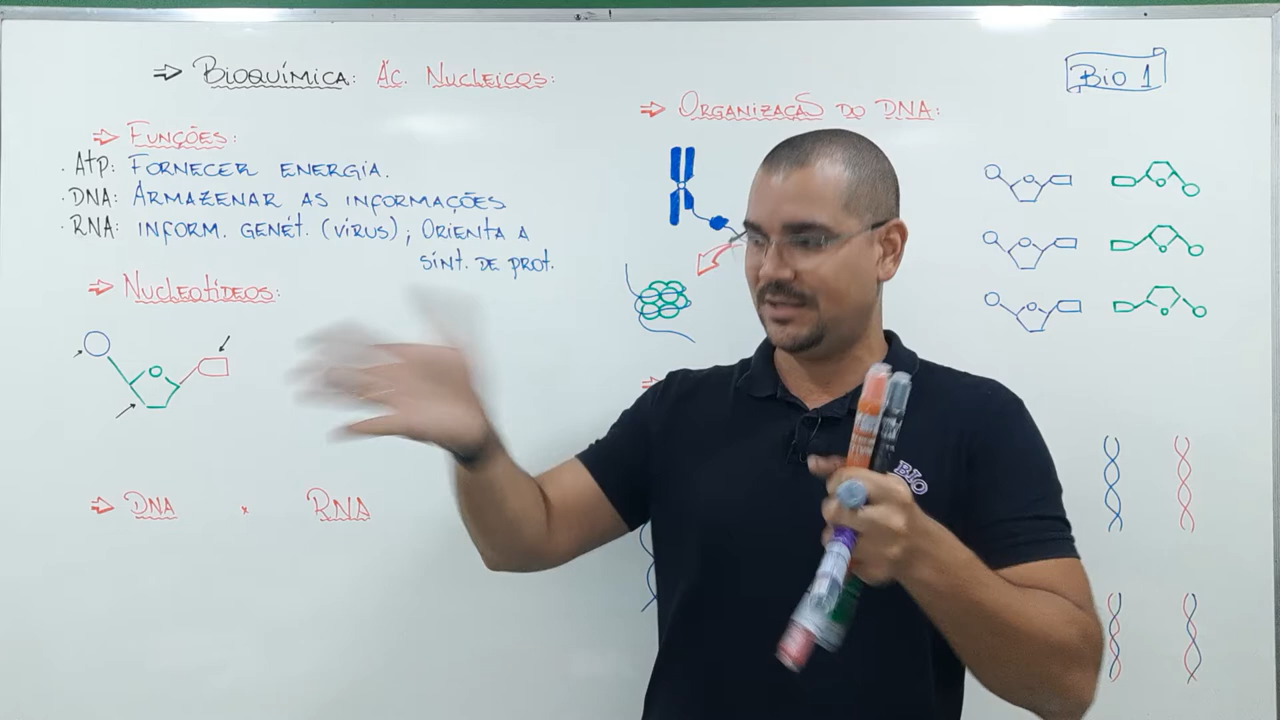 ⇒ BIOQUÍMICA: ÁC. NUCLEICOS:
⇒ FUNÇÕES:
· ATP: FORNECER ENERGIA.
· DNA: ARMAZENAR AS INFORMAÇÕES
· RNA: INFORM. GENÉT. (VÍRUS); ORIENTA A
SÍNT. DE PROT.
⇒ NUCLEOTÍDEOS:
⇒ DNA x RNA
⇒ ORGANIZAÇÃO DO DNA:
BIO 1
BIO